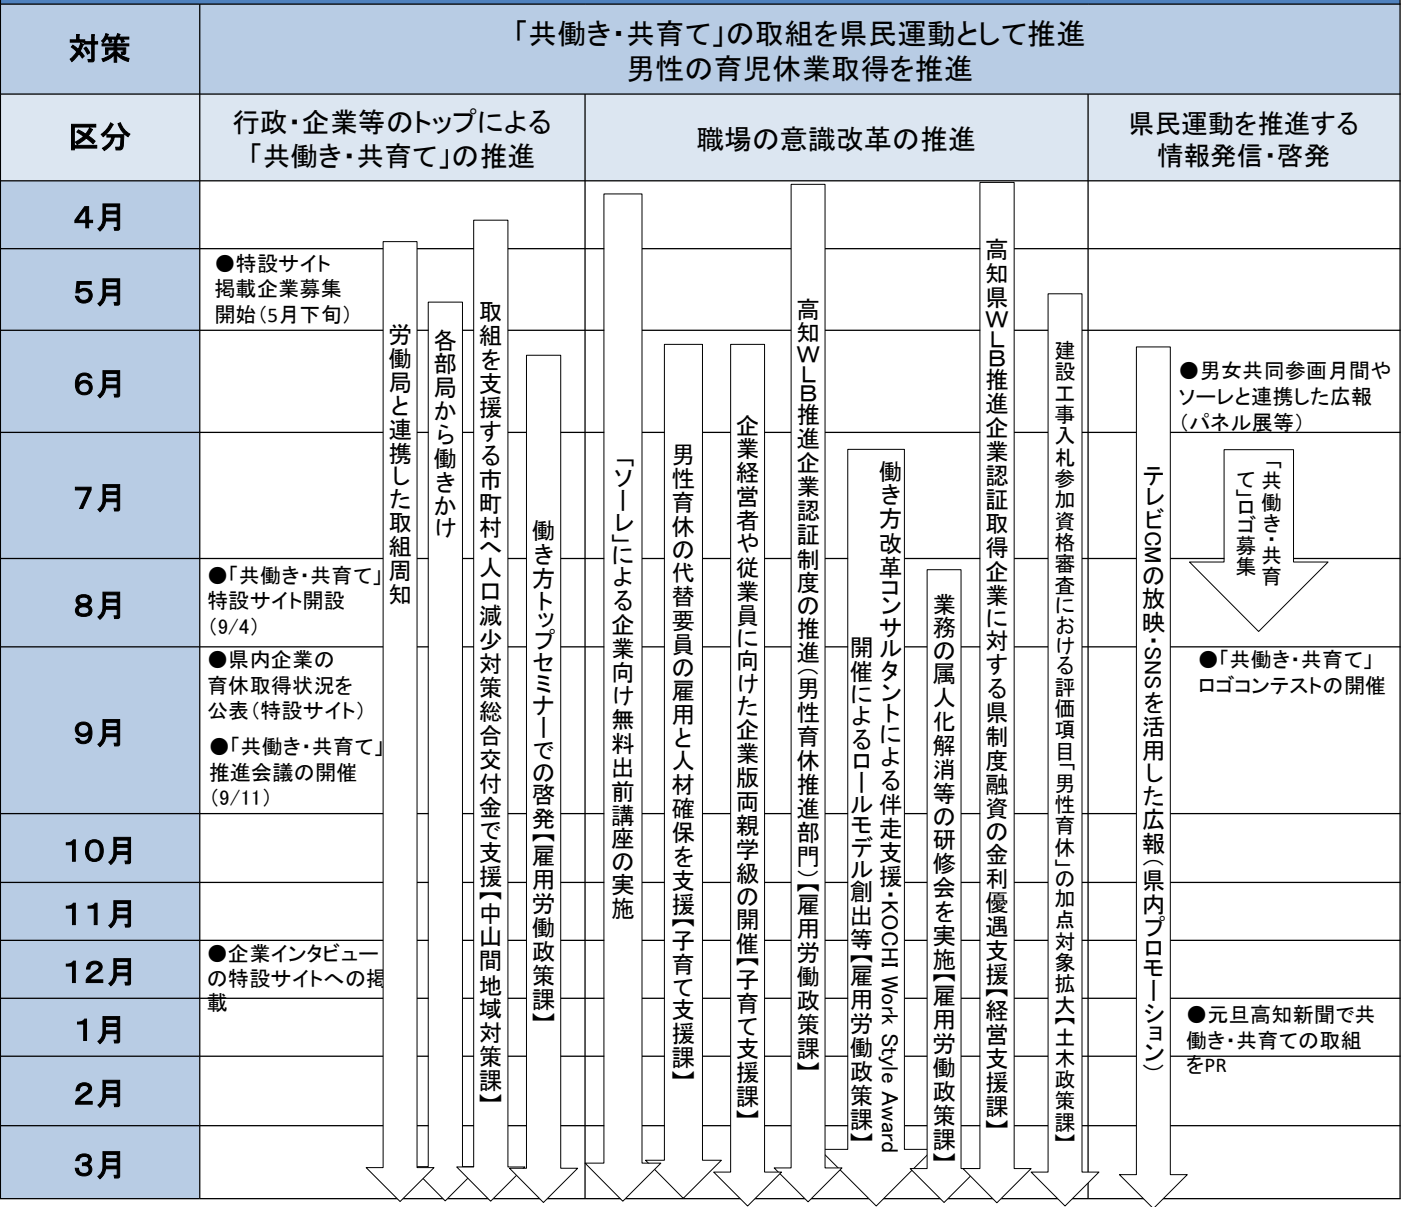 対策
「共働き・共育て」の取組を県民運動として推進
男性の育児休業取得を推進
区分
行政・企業等のトップによる
「共働き・共育て」の推進
職場の意識改革の推進
県民運動を推進する
情報発信・啓発
4月
5月
6月
7月
8月
9月
10月
11月
12月
1月
2月
3月
●特設サイト
掲載企業募集
開始(5月下旬)
●「共働き・共育て」
特設サイト開設
(9/4)
●県内企業の
育休取得状況を
公表(特設サイト)
●「共働き・共育て」
推進会議の開催
(9/11)
●企業インタビュー
の特設サイトへの掲
載
労働局と連携した取組周知
各部局から働きかけ
取組を支援する市町村へ人口減少対策総合交付金で支援【中山間地域対策課】
働き方トップセミナーでの啓発【雇用労働政策課】
「ソーレ」による企業向け無料出前講座の実施
男性育休の代替要員の雇用と人材確保を支援【子育て支援課】
企業経営者や従業員に向けた企業版両親学級の開催【子育て支援課】
高知WLB推進企業認証制度の推進(男性育休推進部門)【雇用労働政策課】
働き方改革コンサルタントによる伴走支援・KOCHI Work Style Award
開催によるロールモデル創出等【雇用労働政策課】
業務の属人化解消等の研修会を実施【雇用労働政策課】
高知県WLB推進企業認証取得企業に対する県制度融資の金利優遇支援【経営支援課】
建設工事入札参加資格審査における評価項目「男性育休」の加点対象拡大【土木政策課】
テレビCMの放映・SNSを活用した広報(県内プロモーション)
●男女共同参画月間や
ソーレと連携した広報
(パネル展等)
「共働き・共育
て」ロゴ募集
●「共働き・共育て」
ロゴコンテストの開催
●元旦高知新聞で共
働き・共育ての取組
をPR